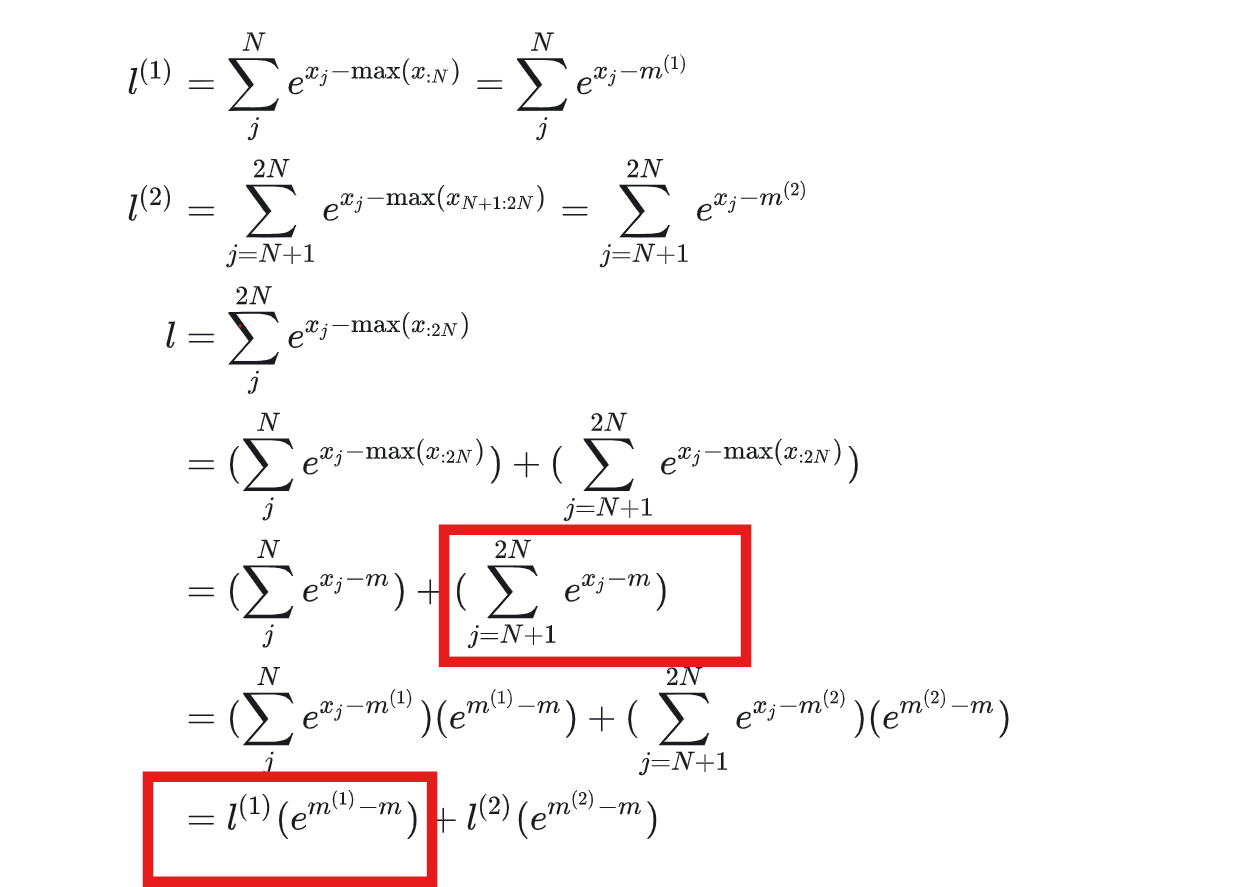 l^{(1)} = \sum_{j}^{N} e^{x_j - \max(x_{:N})} = \sum_{j}^{N} e^{x_j - m^{(1)}}
l^{(2)} = \sum_{j=N+1}^{2N} e^{x_j - \max(x_{N+1:2N})} = \sum_{j=N+1}^{2N} e^{x_j - m^{(2)}}
l = \sum_{j}^{2N} e^{x_j - \max(x_{:2N})}
= (\sum_{j}^{N} e^{x_j - \max(x_{:2N})}) + (\sum_{j=N+1}^{2N} e^{x_j - \max(x_{:2N})})
= (\sum_{j}^{N} e^{x_j - m}) + (\sum_{j=N+1}^{2N} e^{x_j - m})
= (\sum_{j}^{N} e^{x_j - m^{(1)}})(e^{m^{(1)} - m}) + (\sum_{j=N+1}^{2N} e^{x_j - m^{(2)}})(e^{m^{(2)} - m})
= l^{(1)}(e^{m^{(1)} - m}) + l^{(2)}(e^{m^{(2)} - m})